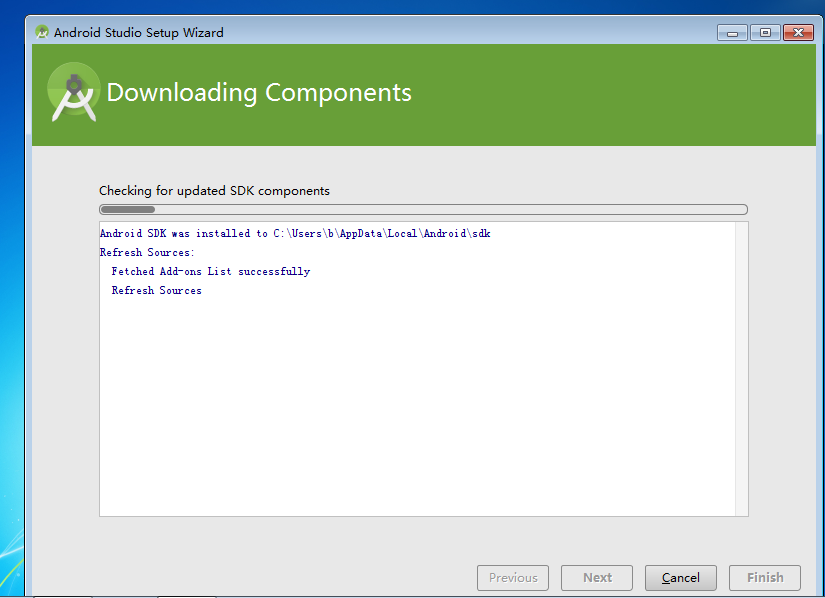 Android Studio Setup Wizard
Downloading Components
Checking for updated SDK components
Android SDK was installed to C:\Users\b\AppData\Local\Android\sdk
Refresh Sources:
Fetched Add-ons List successfully
Refresh Sources
Previous Next Cancel Finish